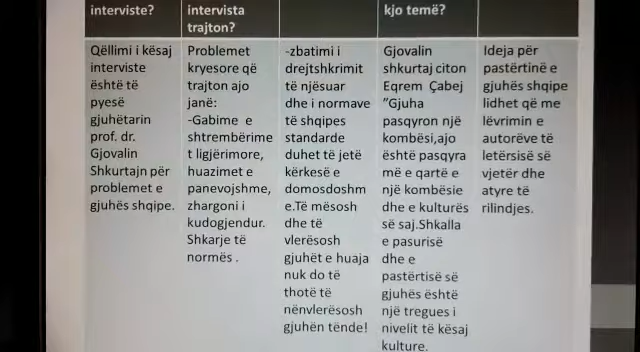 interviste?
intervista
trajton?
kjo temë?
Qëllimi i kësaj
interviste
është të
pyesë
gjuhëtarin
prof. dr.
Gjovalin
Shkurtajn për
problemet e
gjuhës shqipe.
Problemet
kryesore që
trajton ajo
janë:
-Gabime e
shtrembërime
t ligjërimore,
huazimet e
panevojshme,
zhargoni i
kudogjendur.
Shkarje të
normës .
-zbatimi i
drejtshkrimit
të njësuar
dhe i normave
të shqipes
standarde
duhet të jetë
kërkesë e
domosdoshm
e.Të mësosh
dhe të
vlerësosh
gjuhët e huaja
nuk do të
thotë të
nënvlerësosh
gjuhën tënde!
Gjovalin
shkurtaj citon
Eqrem Çabej
"Gjuha
pasqyron një
kombësi,ajo
është pasqyra
më e qartë e
një kombësie
dhe e kulturës
së saj.Shkalla
e pasurisë
dhe e
pastërtisë së
gjuhës është
një tregues i
nivelit të kësaj
kulture.
Ideja për
pastërtinë e
gjuhës shqipe
lidhet që me
lëvrimin e
autorëve të
letërsisë së
vjetër dhe
atyre të
rilindjes.